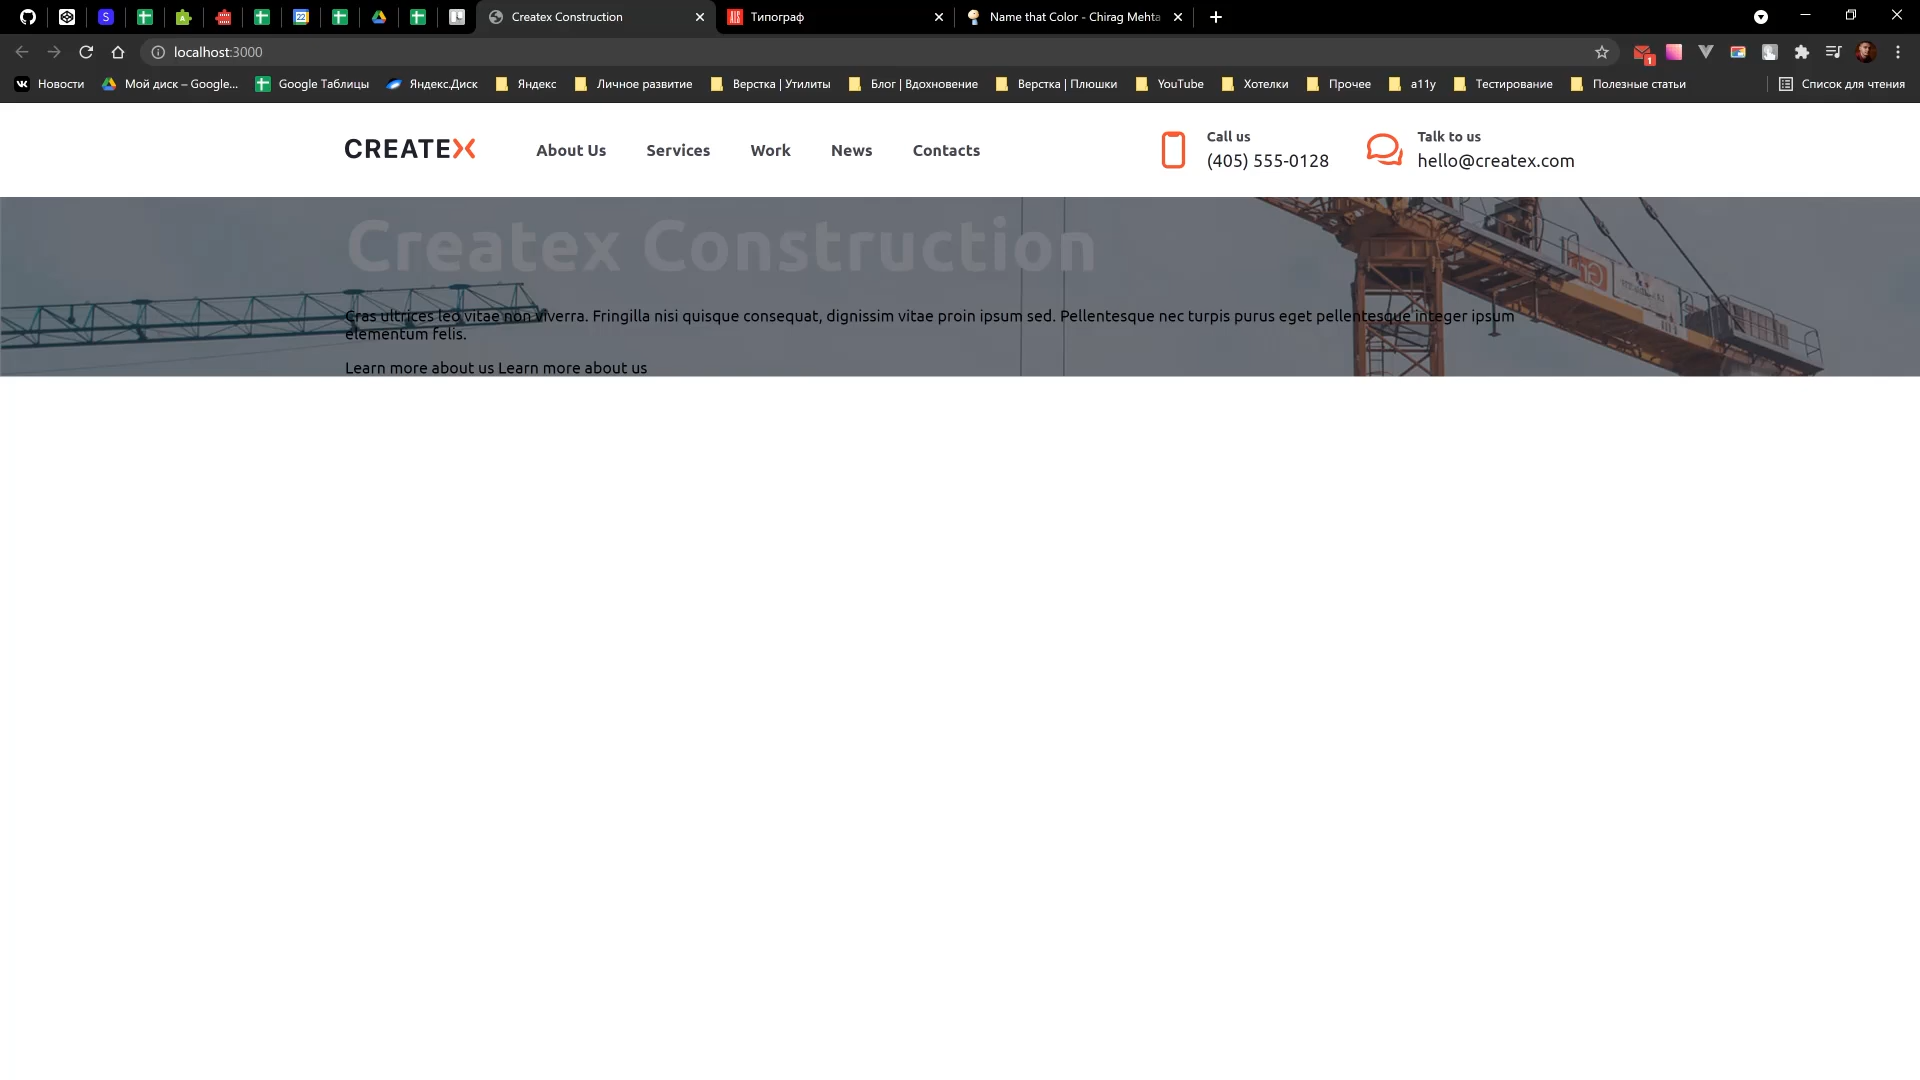 Createx Construction
Типограф
Name that Color - Chirag Mehta
localhost:3000
1
Новости
Мой диск – Google...
Google Таблицы
Яндекс.Диск
Яндекс
Личное развитие
Верстка | Утилиты
Блог | Вдохновение
Верстка | Плюшки
YouTube
Хотелки
Прочее
a11y
Тестирование
Полезные статьи
Список для чтения
CREATEX
About Us
Services
Work
News
Contacts
Call us
(405) 555-0128
Talk to us
hello@createx.com
Createx Construction
Cras ultrices leo vitae non viverra. Fringilla nisi quisque consequat, dignissim vitae proin ipsum sed. Pellentesque nec turpis purus eget pellentesque integer ipsum
elementum felis.
Learn more about us Learn more about us